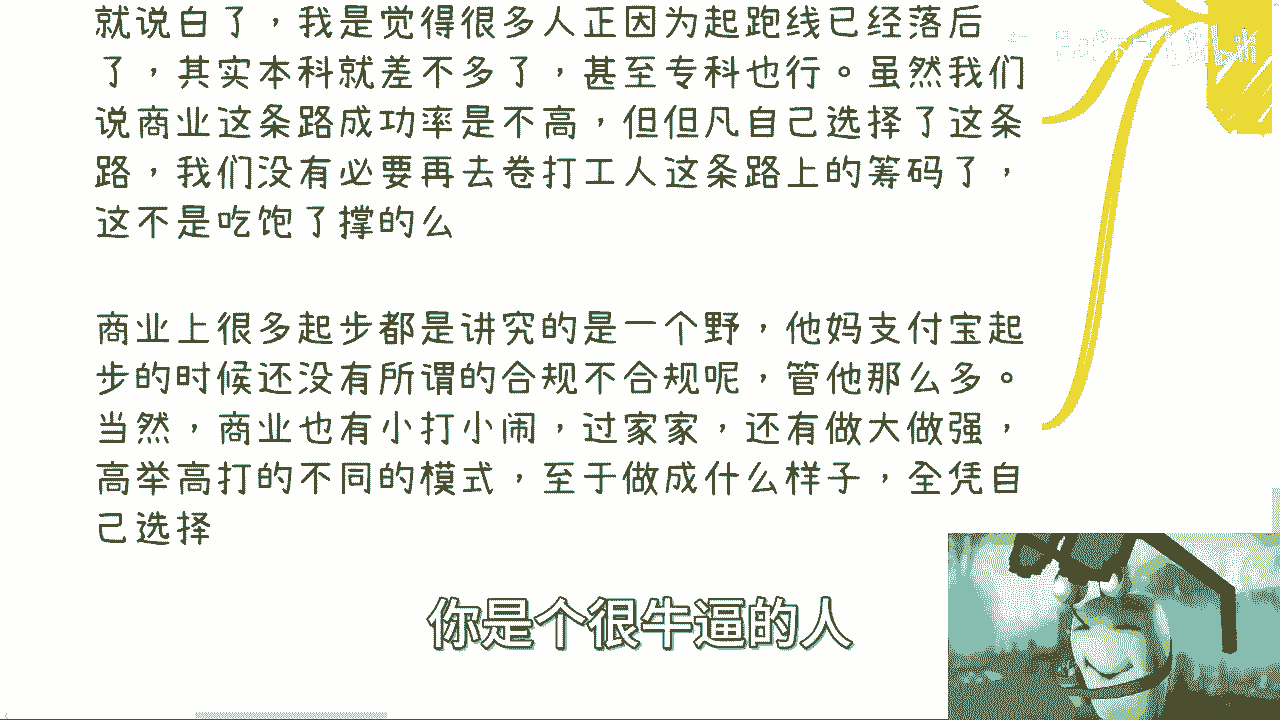 就说白了，我是觉得很多人正因为起跑线已经落后
了，其实本科就差不多了，甚至专科也行。虽然我们
说商业这条路成功率是不高，但但凡自己选择了这条
路，我们没有必要再去卷打工人这条路上的筹码了，
这不是吃饱了撑的么
商业上很多起步都是讲究的是一个野，他妈支付宝起
步的时候还没有所谓的合规不合规呢，管他那么多。
当然，商业也有小打小闹，过家家，还有做大做强，
高举高打的不同的模式，至于做成什么样子，全凭自
己选择
你是个很牛逼的人